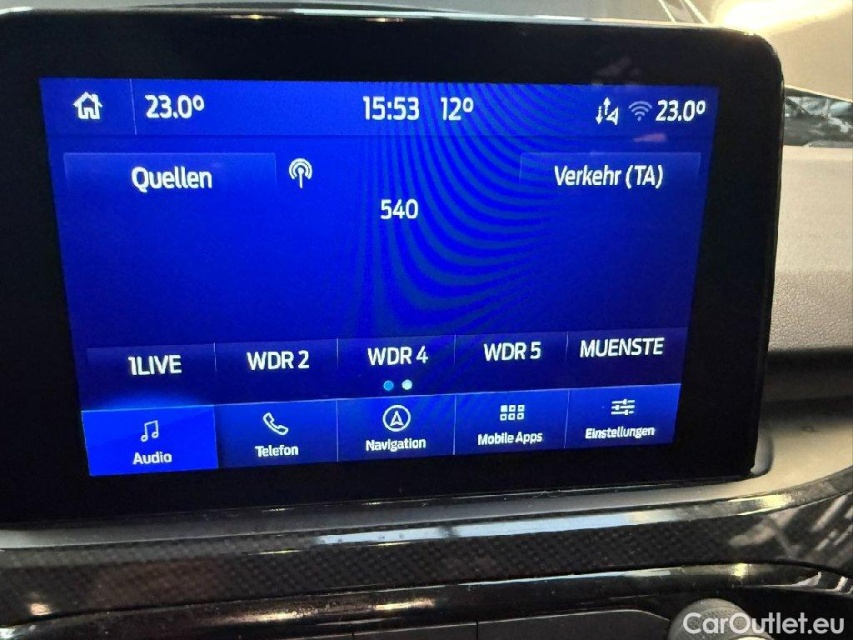 23.0° 15:53 12° 23.0°
Quellen Verkehr (TA)
540
1LIVE WDR 2 WDR 4 WDR 5 MUENSTE
Audio Telefon Navigation Mobile Apps Einstellungen
CarOutlet.eu